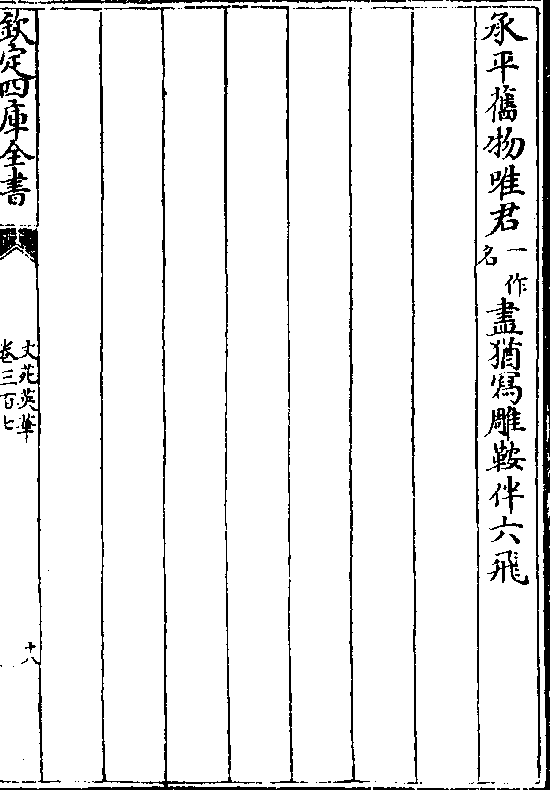 承平舊物唯君一作名盡猶寫雕鞍伴六飛
欽定四庫全書
文苑英華
卷三百七
十八